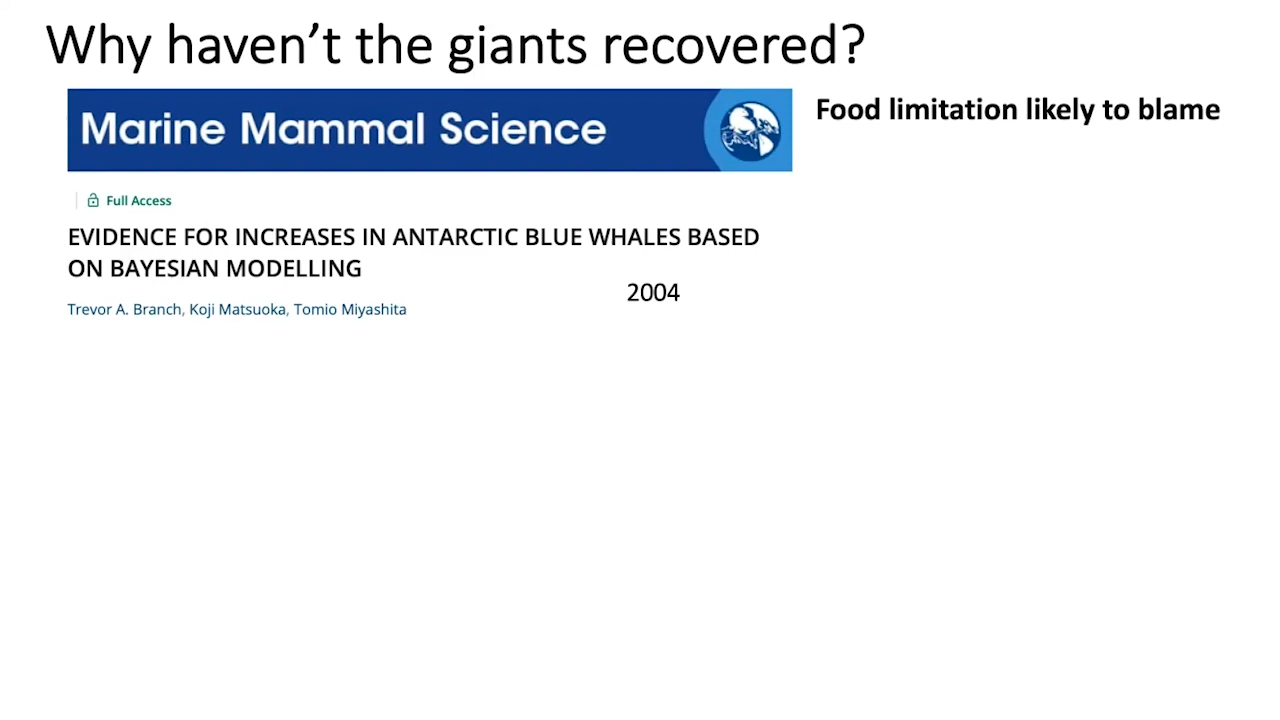 Why haven’t the giants recovered?
Marine Mammal Science
Food limitation likely to blame
Full Access
EVIDENCE FOR INCREASES IN ANTARCTIC BLUE WHALES BASED
ON BAYESIAN MODELLING
2004
Trevor A. Branch, Koji Matsuoka, Tomio Miyashita